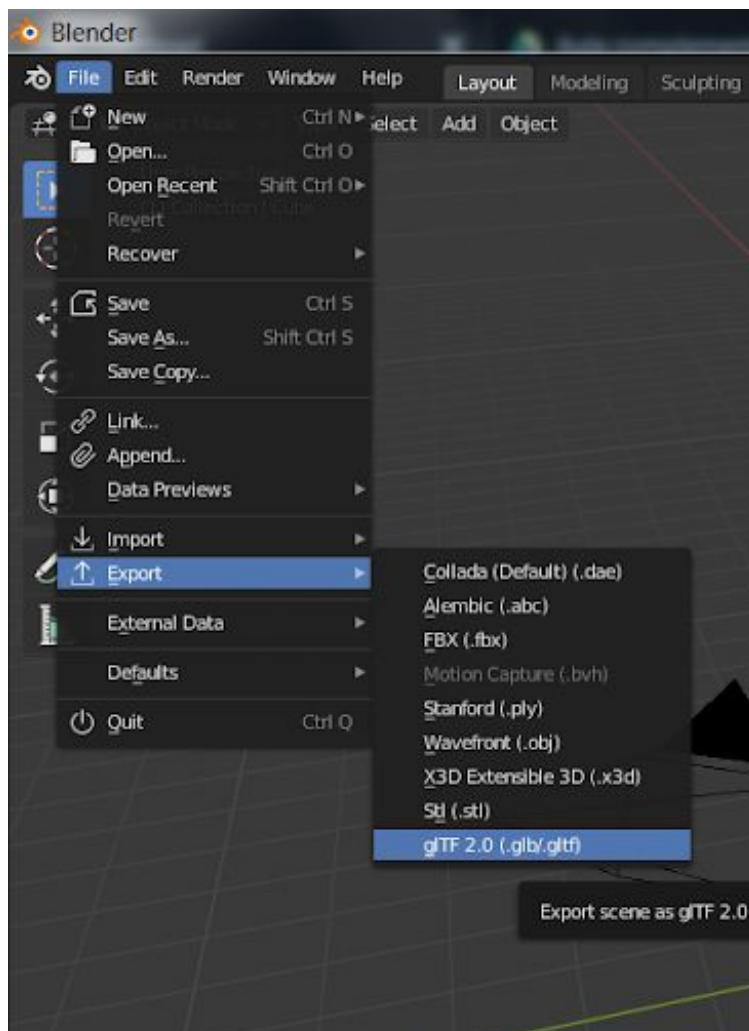 Blender
File Edit Render Window Help Layout Modeling Sculpting
New Ctrl N
Select Add Object
Open... Ctrl O
Open Recent Shift Ctrl O
Revert
Recover
Save Ctrl S
Save As... Shift Ctrl S
Save Copy...
Link...
Append...
Data Previews
Import
Export
External Data
Defaults
Quit Ctrl Q
Collada (Default) (.dae)
Alembic (.abc)
FBX (.fbx)
Motion Capture (.bvh)
Stanford (.ply)
Wavefront (.obj)
X3D Extensible 3D (.x3d)
Stl (.stl)
glTF 2.0 (.glb/.gltf)
Export scene as glTF 2.0